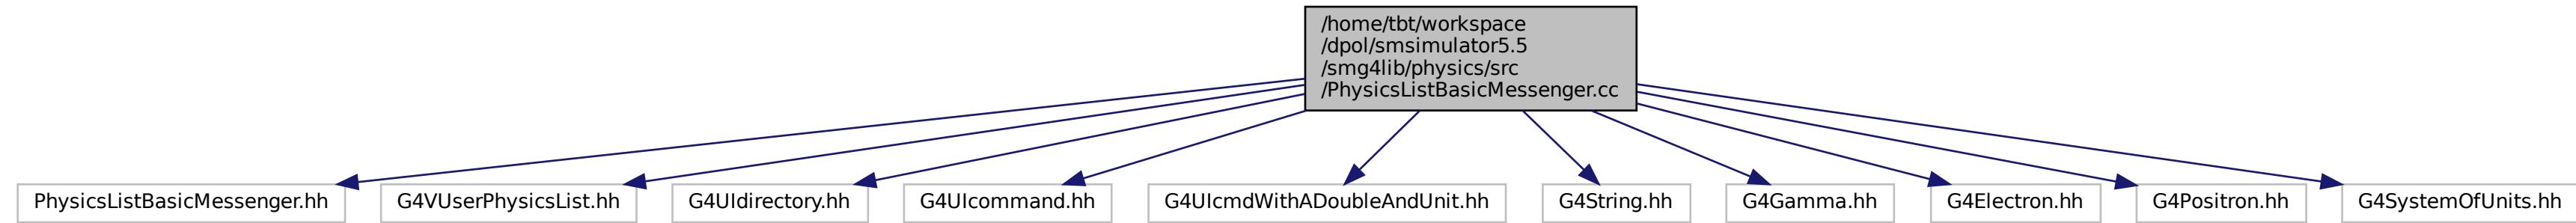 /home/tbt/workspace
/dpol/smsimulator5.5
/smg4lib/physics/src
/PhysicsListBasicMessenger.cc
PhysicsListBasicMessenger.hh
G4VUserPhysicsList.hh
G4UIdirectory.hh
G4UIcommand.hh
G4UIcmdWithADoubleAndUnit.hh
G4String.hh
G4Gamma.hh
G4Electron.hh
G4Positron.hh
G4SystemOfUnits.hh